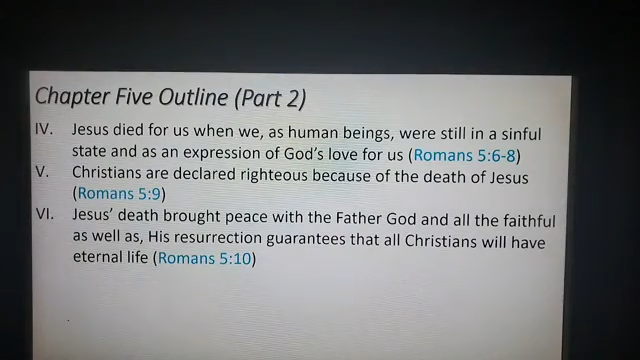 Chapter Five Outline (Part 2)
IV. Jesus died for us when we, as human beings, were still in a sinful
state and as an expression of God's love for us (Romans 5:6-8)
V. Christians are declared righteous because of the death of Jesus
(Romans 5:9)
VI. Jesus' death brought peace with the Father God and all the faithful
as well as, His resurrection guarantees that all Christians will have
eternal life (Romans 5:10)